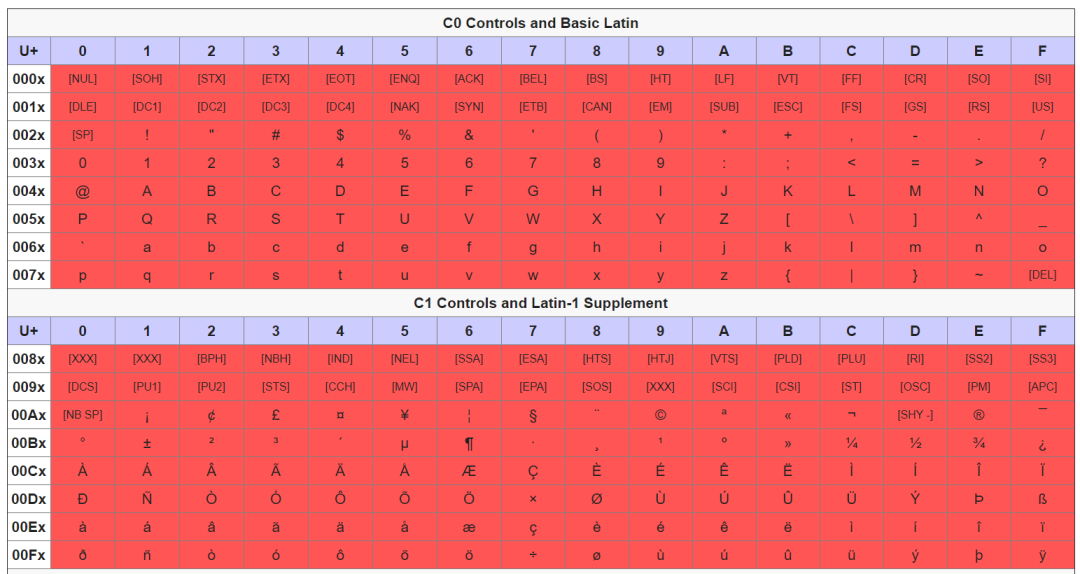 C0 Controls and Basic Latin
U+ 0 1 2 3 4 5 6 7 8 9 A B C D E F
000x [NUL] [SOH] [STX] [ETX] [EOT] [ENQ] [ACK] [BEL] [BS] [HT] [LF] [VT] [FF] [CR] [SO] [SI]
001x [DLE] [DC1] [DC2] [DC3] [DC4] [NAK] [SYN] [ETB] [CAN] [EM] [SUB] [ESC] [FS] [GS] [RS] [US]
002x [SP] ! " # $ % & ' ( ) * + , - . /
003x 0 1 2 3 4 5 6 7 8 9 : ; < = > ?
004x @ A B C D E F G H I J K L M N O
005x P Q R S T U V W X Y Z [ \ ] ^ _
006x ` a b c d e f g h i j k l m n o
007x p q r s t u v w x y z { | } ~ [DEL]
C1 Controls and Latin-1 Supplement
U+ 0 1 2 3 4 5 6 7 8 9 A B C D E F
008x [XXX] [XXX] [BPH] [NBH] [IND] [NEL] [SSA] [ESA] [HTS] [HTJ] [VTS] [PLD] [PLU] [RI] [SS2] [SS3]
009x [DCS] [PU1] [PU2] [STS] [CCH] [MW] [SPA] [EPA] [SOS] [XXX] [SCI] [CSI] [ST] [OSC] [PM] [APC]
00Ax [NB SP] ¡ ¢ £ ¤ ¥ ¦ § ¨ © ª « ¬ [SHY -] ® ¯
00Bx ° ± ² ³ ´ µ ¶ · ¸ ¹ º » ¼ ½ ¾ ¿
00Cx À Á Â Ã Ä Å Æ Ç È É Ê Ë Ì Í Î Ï
00Dx Ð Ñ Ò Ó Ô Õ Ö × Ø Ù Ú Û Ü Ý Þ ß
00Ex à á â ã ä å æ ç è é ê ë ì í î ï
00Fx ð ñ ò ó ô õ ö ÷ ø ù ú û ü ý þ ÿ